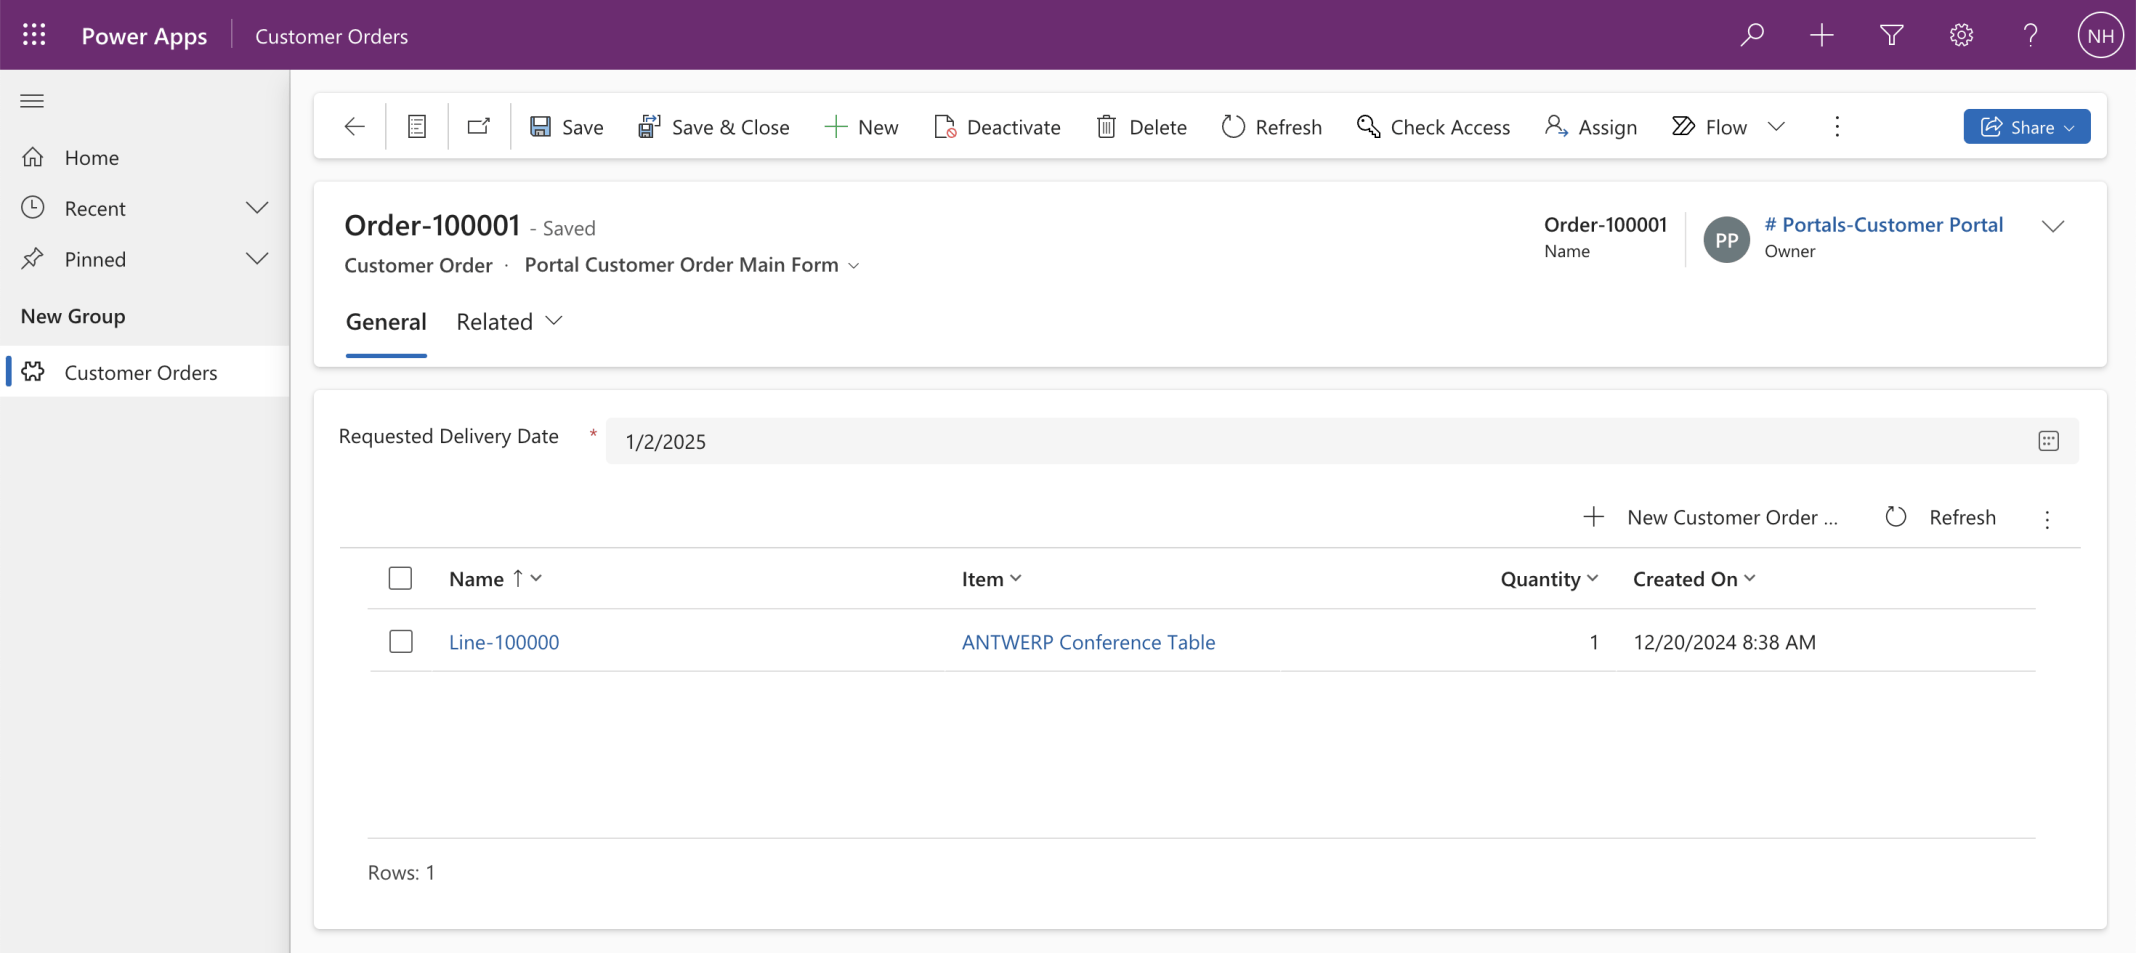 Power Apps Customer Orders NH
Home
Recent
Pinned
New Group
Customer Orders
Save Save & Close New Deactivate Delete Refresh Check Access Assign Flow Share
Order-100001 - Saved
Customer Order · Portal Customer Order Main Form
Order-100001
Name
PP
# Portals-Customer Portal
Owner
General Related
Requested Delivery Date * 1/2/2025
New Customer Order ... Refresh
Name ↑ Item Quantity Created On
Line-100000 ANTWERP Conference Table 1 12/20/2024 8:38 AM
Rows: 1